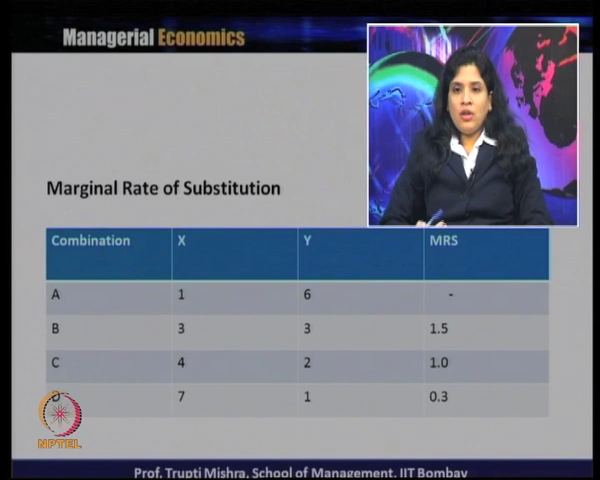 Managerial Economics
Marginal Rate of Substitution
Combination X Y MRS
A 1 6 -
B 3 3 1.5
C 4 2 1.0
D 7 1 0.3
NPTEL
Prof. Trupti Mishra, School of Management, IIT Bombay